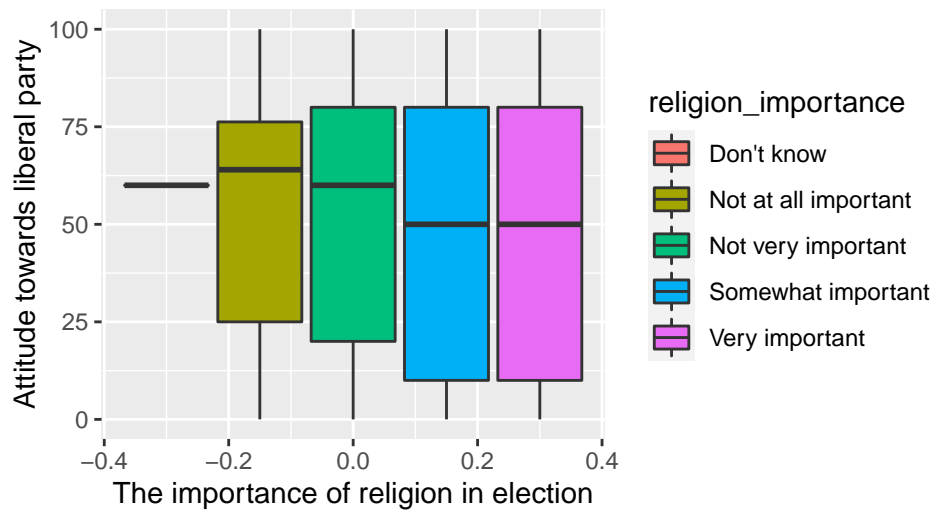 Attitude towards liberal party
100
75
50
25
0
−0.4
−0.2
0.0
0.2
0.4
The importance of religion in election
religion_importance
Don't know
Not at all important
Not very important
Somewhat important
Very important